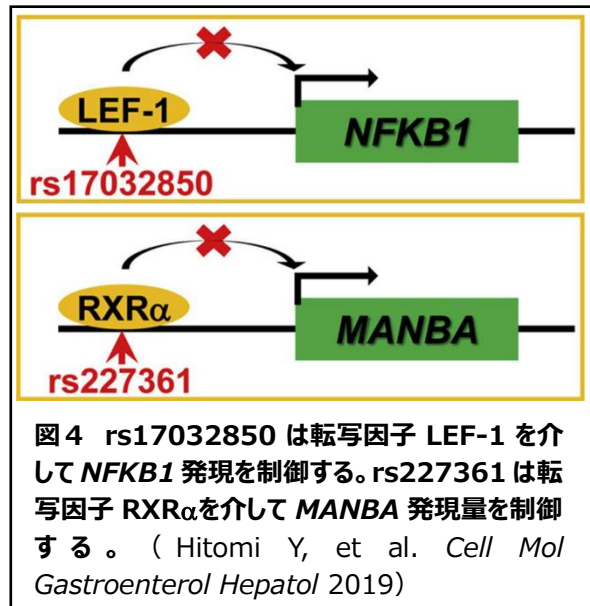 LEF-1
NFKB1
rs17032850
RXRα
MANBA
rs227361
図4 rs17032850 は転写因子 LEF-1 を介
して NFKB1 発現を制御する。rs227361 は転
写因子 RXRαを介して MANBA 発現量を制御
する。（Hitomi Y, et al. Cell Mol
Gastroenterol Hepatol 2019）